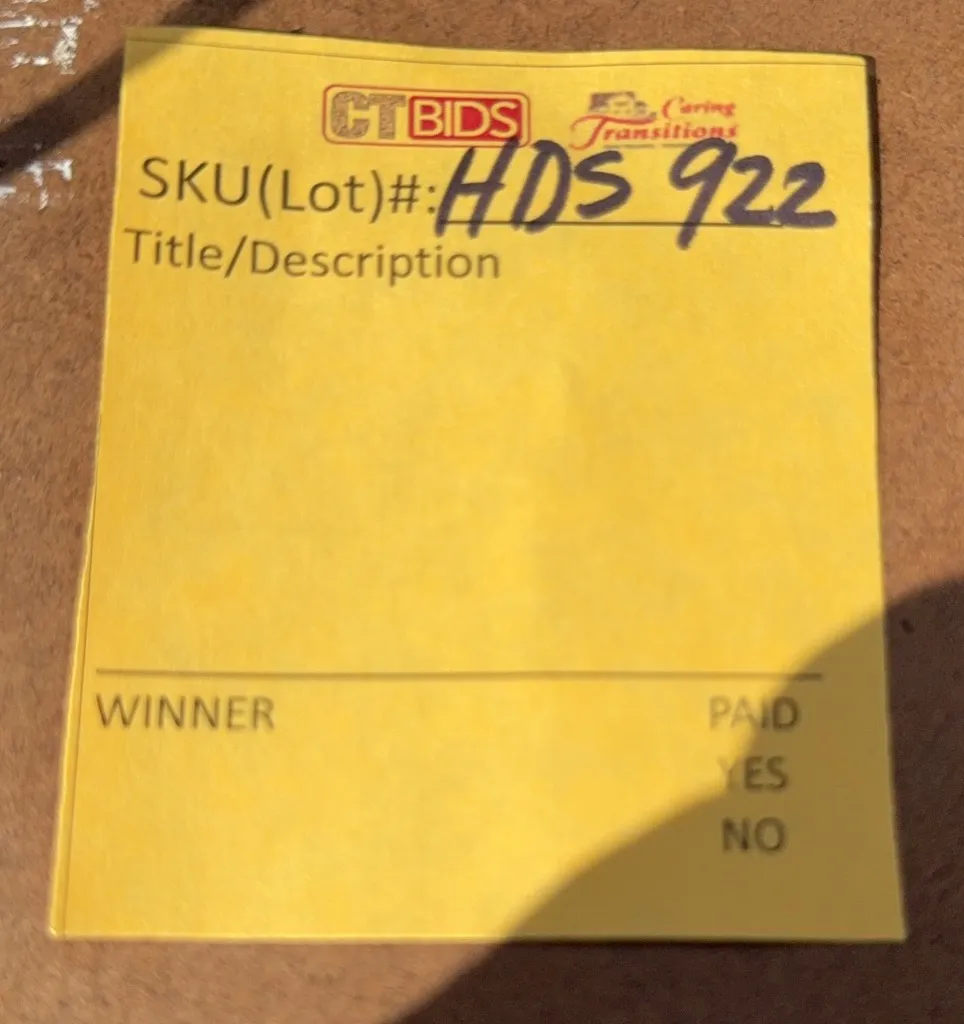 CTBIDS Caring
Transitions
SKU(Lot)#: HDS 922
Title/Description
WINNER PAID
YES
NO